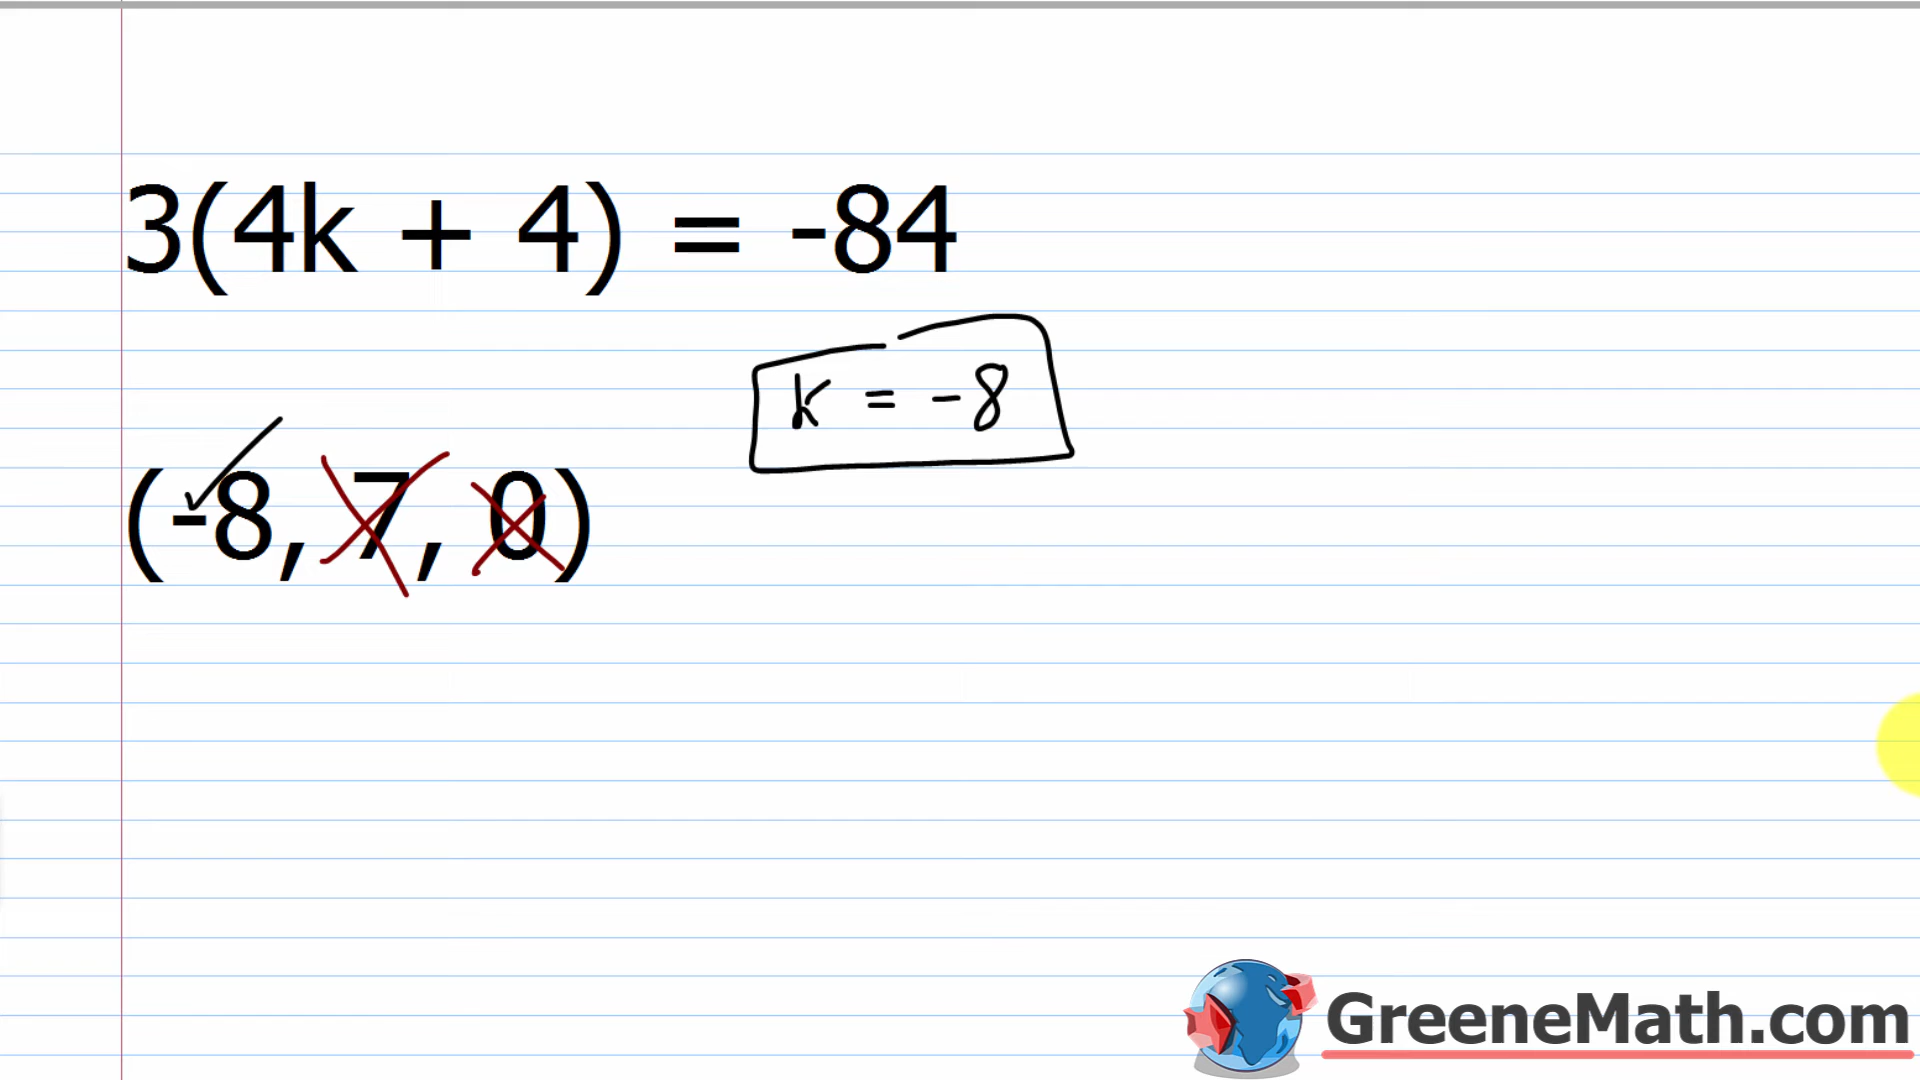 3(4k + 4) = -84
k = -8
(-8, 7, 0)
GreeneMath.com